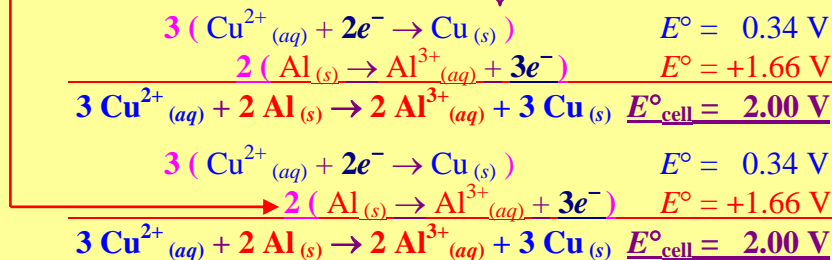 3 ( Cu²⁺ (aq) + 2e⁻ → Cu (s) ) E° = 0.34 V
2 ( Al (s) → Al³⁺(aq) + 3e⁻ ) E° = +1.66 V
3 Cu²⁺ (aq) + 2 Al (s) → 2 Al³⁺(aq) + 3 Cu (s) E°cell = 2.00 V
3 ( Cu²⁺ (aq) + 2e⁻ → Cu (s) ) E° = 0.34 V
2 ( Al (s) → Al³⁺(aq) + 3e⁻ ) E° = +1.66 V
3 Cu²⁺ (aq) + 2 Al (s) → 2 Al³⁺(aq) + 3 Cu (s) E°cell = 2.00 V